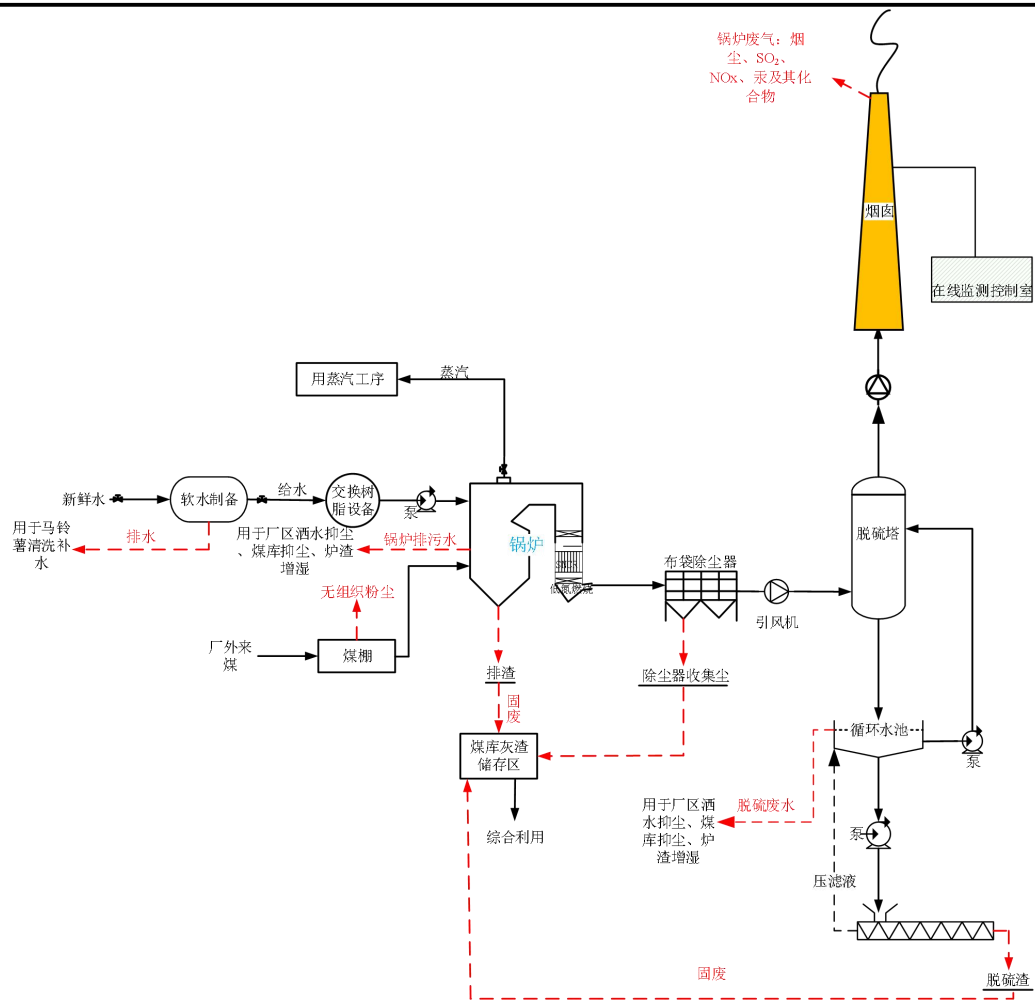 锅炉废气：烟
尘、SO₂、
NOx、汞及其化
合物
烟囱
在线监测控制室
用蒸汽工序
蒸汽
新鲜水
软水制备
给水
交换树
脂设备
泵
用于马铃
薯清洗补
水
排水
用于厂区洒水抑尘
、煤库抑尘、炉渣
增湿
锅炉排污水
锅炉
SNCR
低氮燃烧
布袋除尘器
引风机
脱硫塔
无组织粉尘
厂外来
煤
煤棚
排渣
固
废
除尘器收集尘
煤库灰渣
储存区
综合利用
循环水池
泵
用于厂区洒
水抑尘、煤
库抑尘、炉
渣增湿
脱硫废水
泵
压滤液
脱硫渣
固废